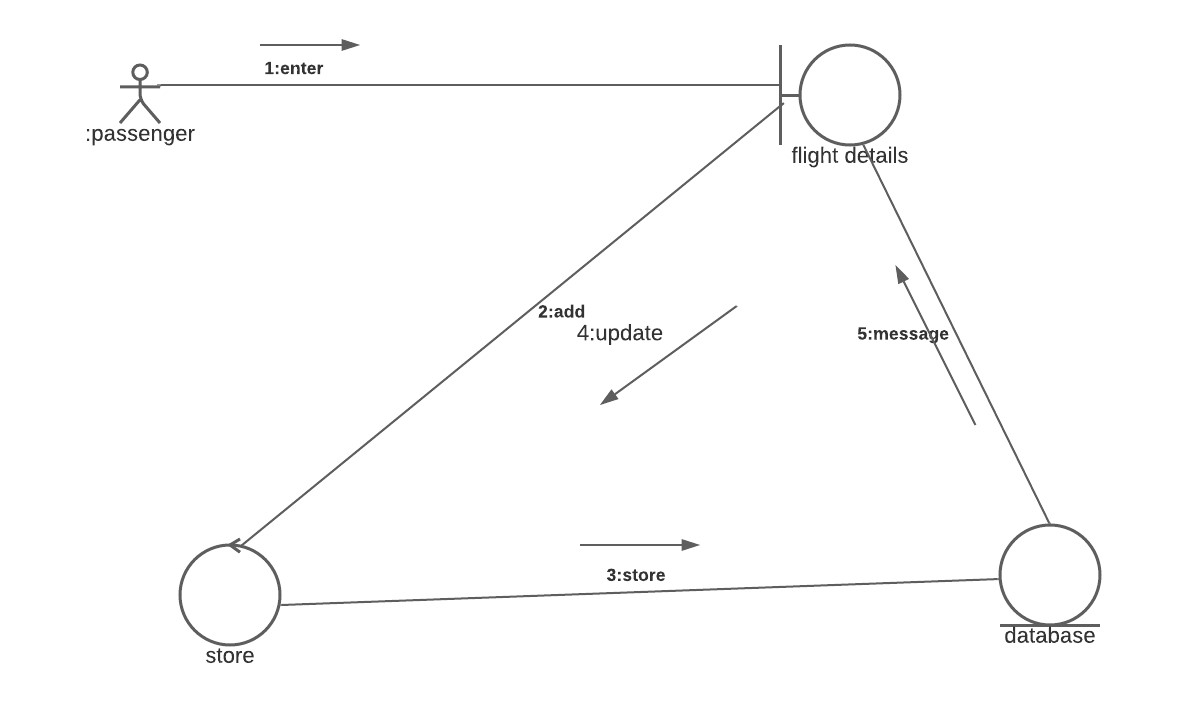 1:enter
:passenger
flight details
2:add
4:update
5:message
3:store
store
database